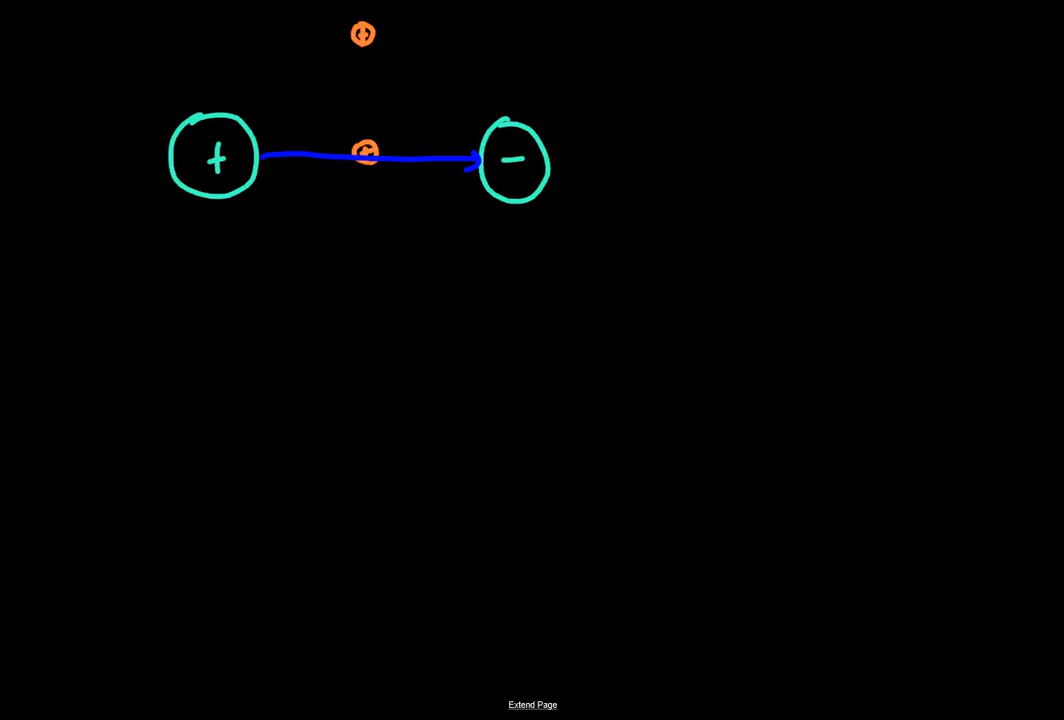 +
+ + -
Extend Page